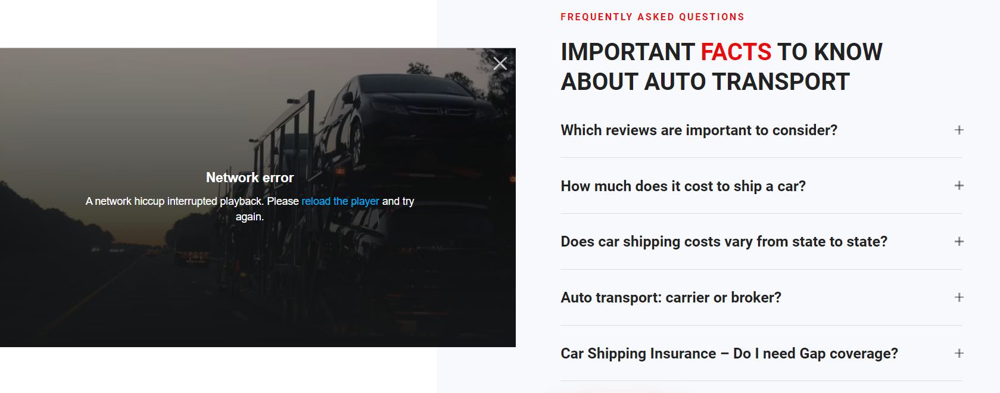 Network error
A network hiccup interrupted playback. Please reload the player and try
again.
FREQUENTLY ASKED QUESTIONS
IMPORTANT FACTS TO KNOW
ABOUT AUTO TRANSPORT
Which reviews are important to consider?
How much does it cost to ship a car?
Does car shipping costs vary from state to state?
Auto transport: carrier or broker?
Car Shipping Insurance – Do I need Gap coverage?